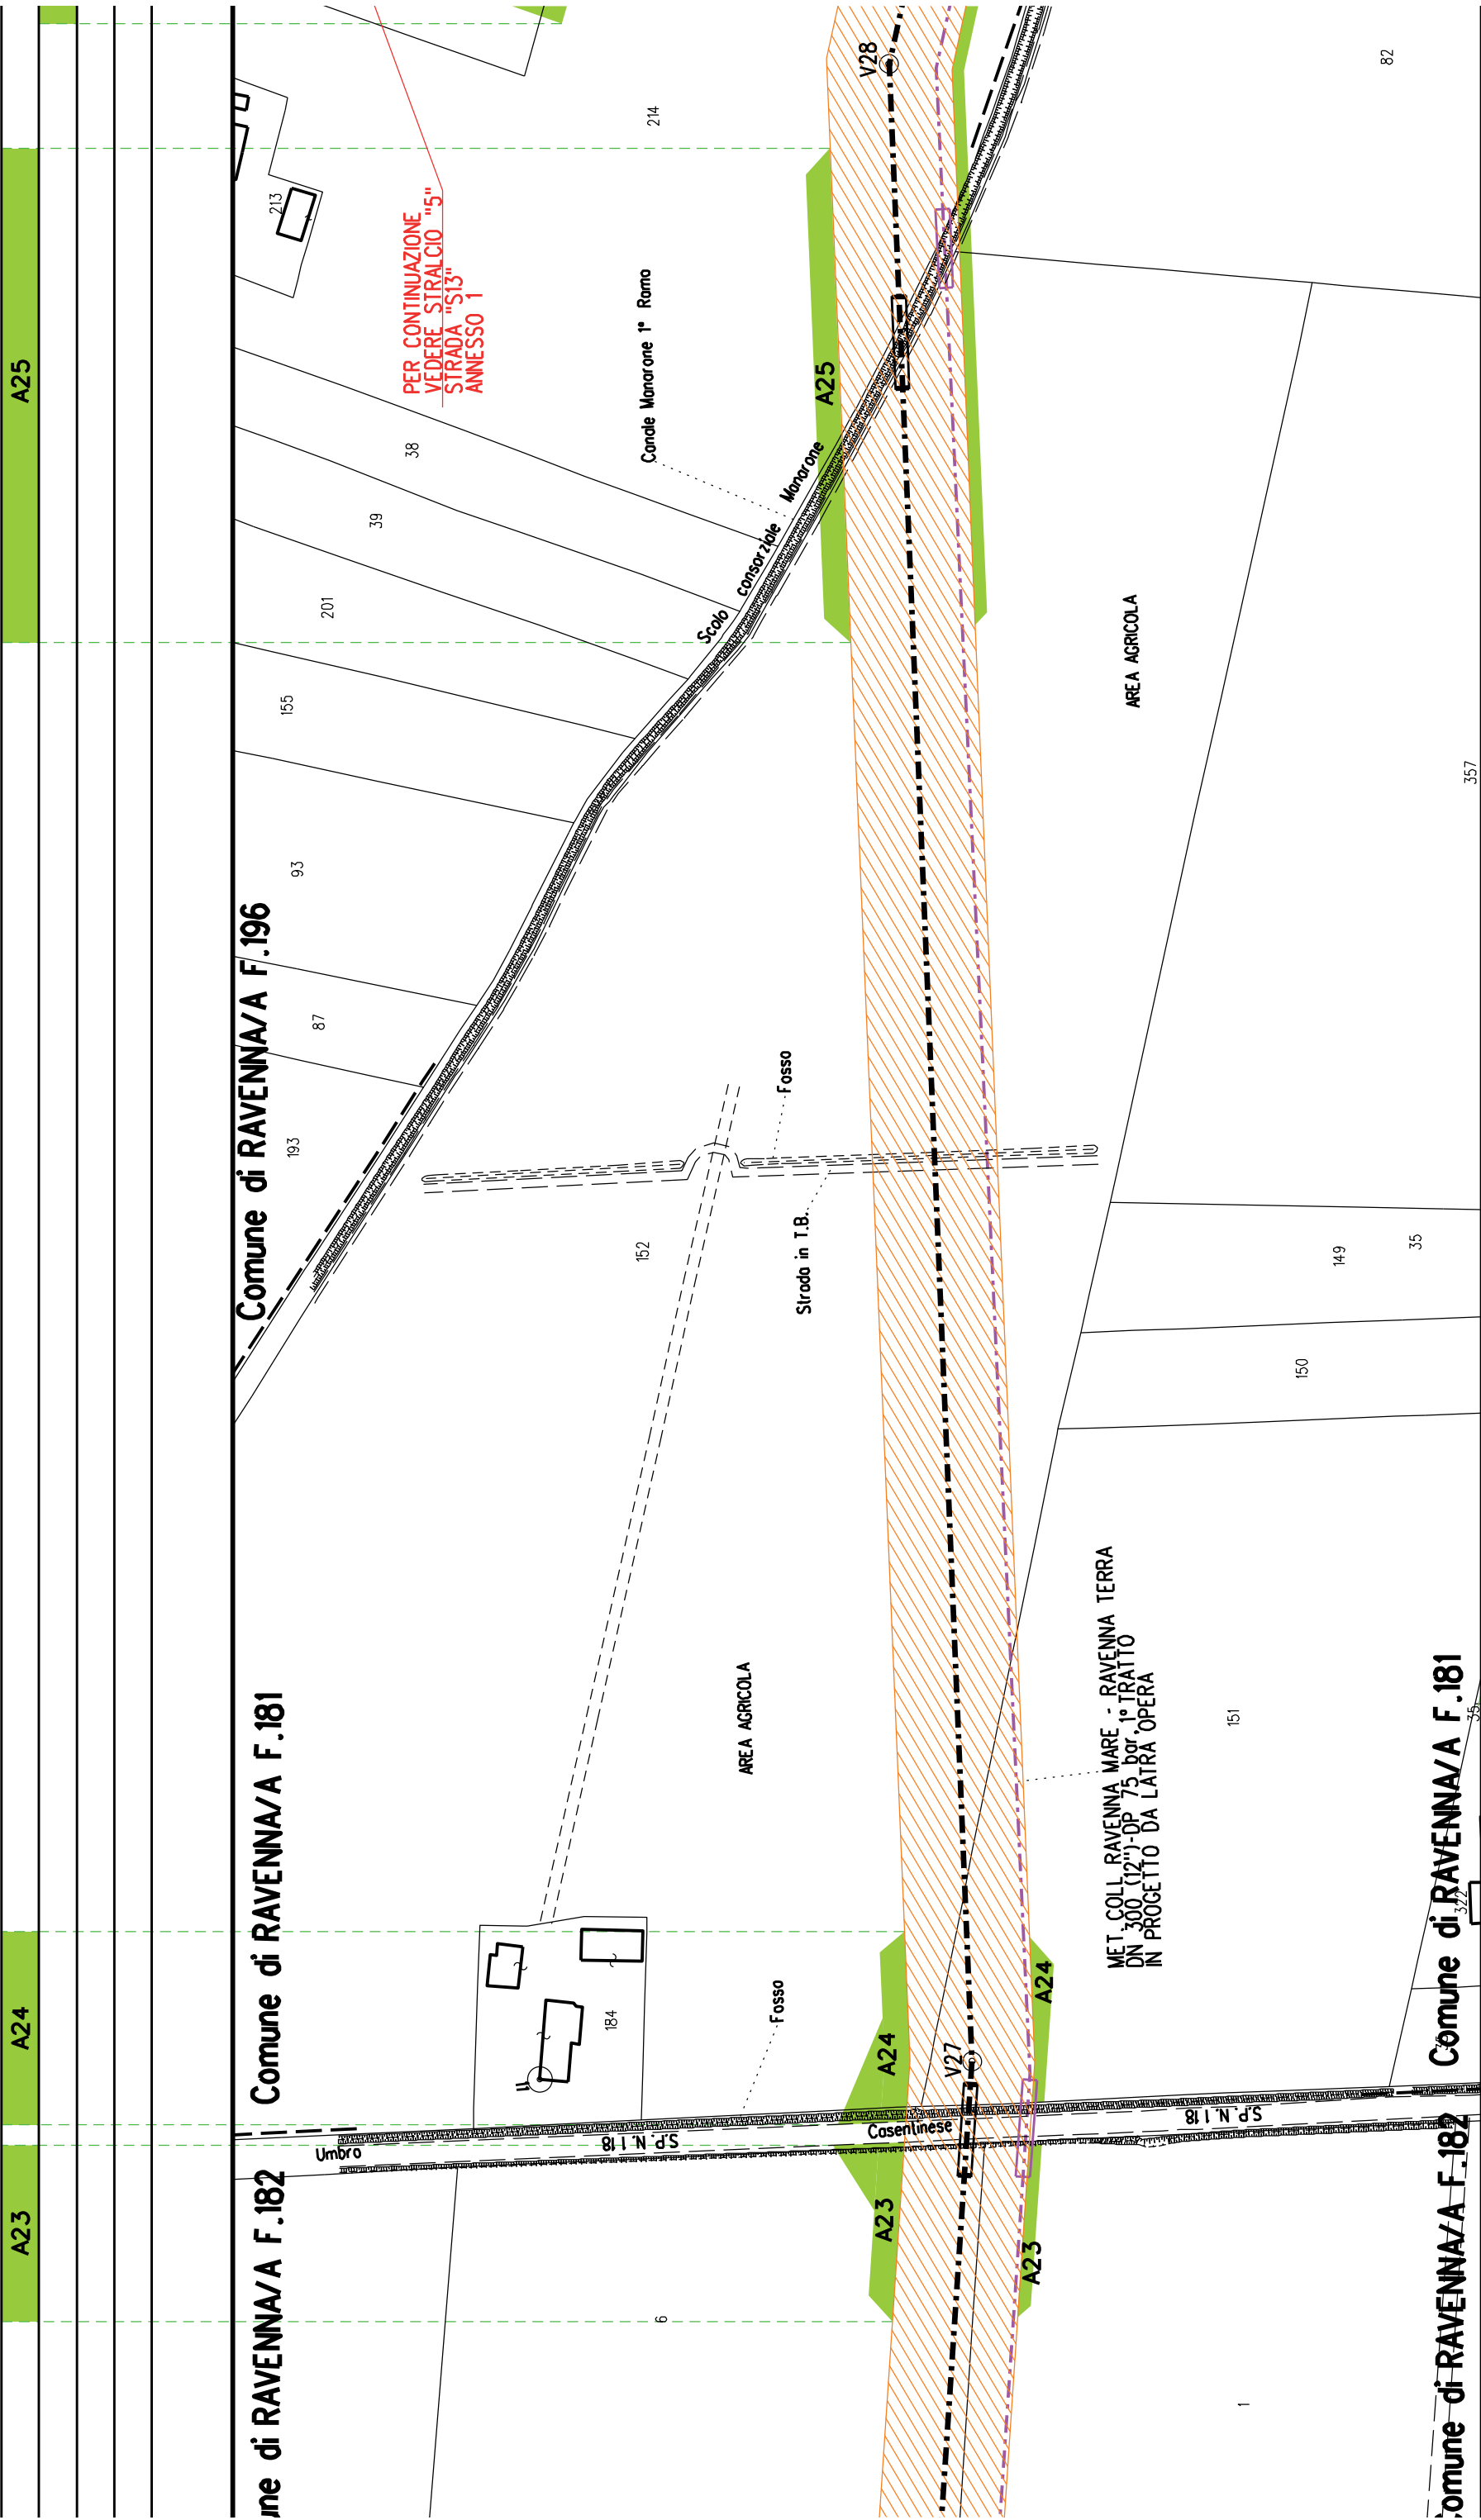 A25
A24
A23
Comune di RAVENNA/A F.196
Comune di RAVENNA/A F.181
une di RAVENNA/A F.182
213
214
82
V28
PER CONTINUAZIONE
VEDERE STRALCIO "5"
STRADA "S13"
ANNESSO 1
38
39
201
155
93
87
193
Canale Manarone 1° Ramo
Scolo consorziale Manarone
A25
AREA AGRICOLA
357
Fosso
Strada in T.B.
152
149
35
150
AREA AGRICOLA
MET. COLL. RAVENNA MARE - RAVENNA TERRA
DN 300 (12")-DP 75 bar, 1° TRATTO
IN PROGETTO DA LATRA OPERA
151
184
Fosso
A24
V27
A24
Umbro
Casentinese
S.P. N. 118
S.P. N. 118
A23
A23
6
1
322
Comune di RAVENNA/A F.181
Comune di RAVENNA/A F.182